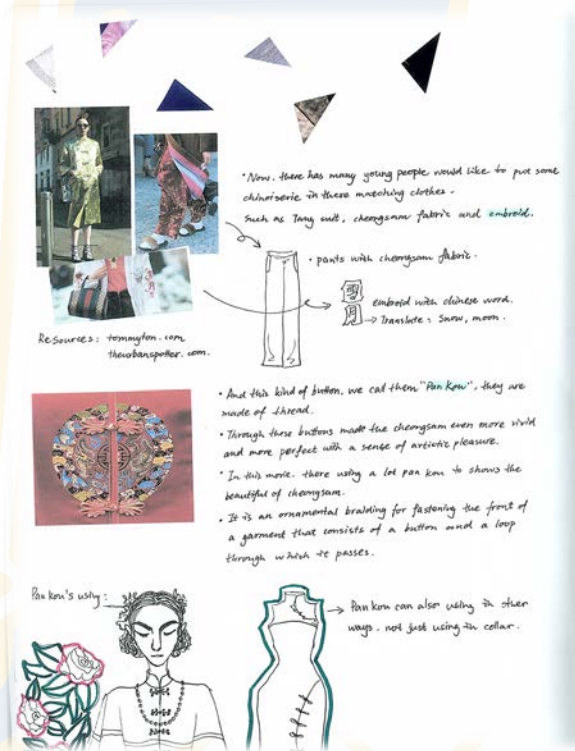 • Now, there has many young people would like to put some
chinoiserie in there matching clothes.
Such as Tang suit, cheongsam fabric and embroid.
• pants with cheongsam fabric.
雪
月
embroid with chinese word.
→ Translate: Snow, moon.
Resources: tommyton.com
theurbanspotter.com.
• And this kind of button, we call them "Pan Kou", they are
made of thread.
• Through these buttons made the cheongsam even more vivid
and more perfect with a sense of artistic pleasure.
• In this movie, there using a lot pan kou to shows the
beautiful of cheongsam.
• It is an ornamental braiding for fastening the front of
a garment that consists of a button and a loop
through which it passes.
Pan kou's using:
→ Pan kou can also using in other
ways. not just using in collar.